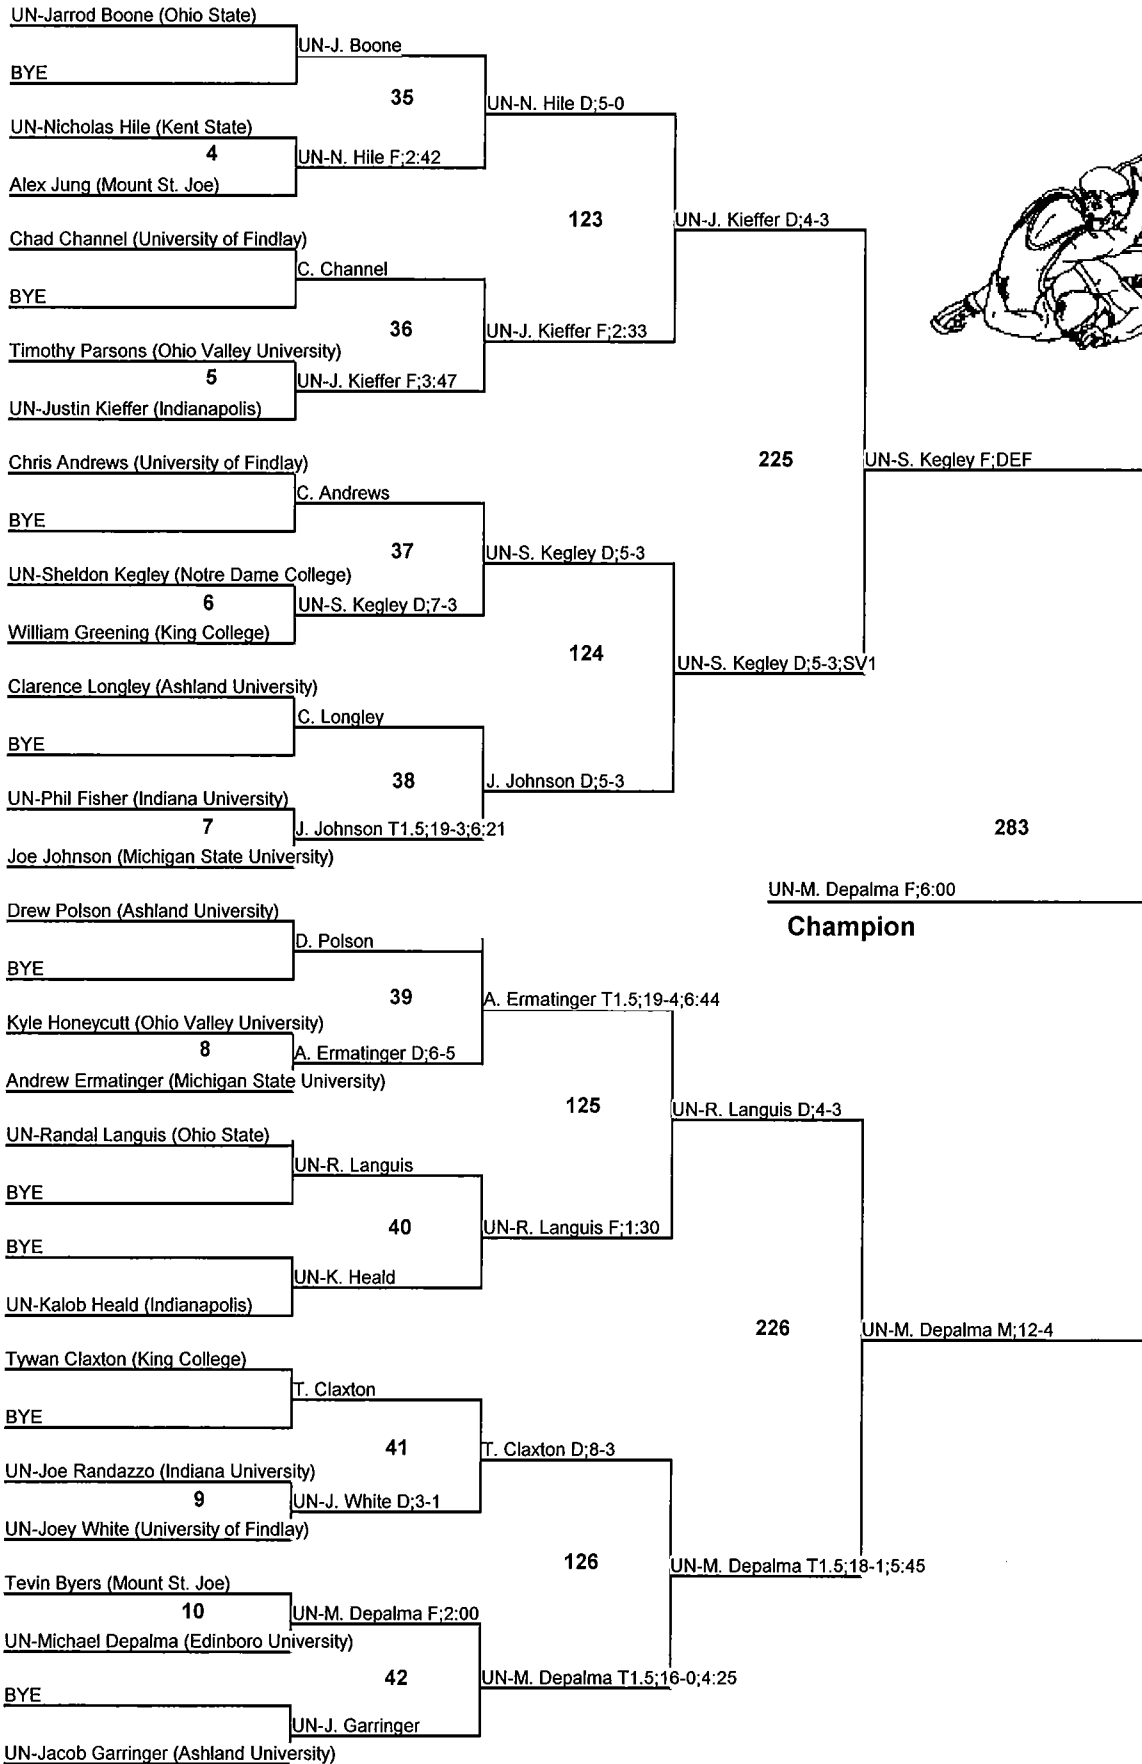 UN-Jarrod Boone (Ohio State)
UN-J. Boone
BYE
35
UN-N. Hile D;5-0
UN-Nicholas Hile (Kent State)
4
UN-N. Hile F;2:42
Alex Jung (Mount St. Joe)
123
UN-J. Kieffer D;4-3
Chad Channel (University of Findlay)
C. Channel
BYE
36
UN-J. Kieffer F;2:33
Timothy Parsons (Ohio Valley University)
5
UN-J. Kieffer F;3:47
UN-Justin Kieffer (Indianapolis)
225
UN-S. Kegley F;DEF
Chris Andrews (University of Findlay)
C. Andrews
BYE
37
UN-S. Kegley D;5-3
UN-Sheldon Kegley (Notre Dame College)
6
UN-S. Kegley D;7-3
William Greening (King College)
124
UN-S. Kegley D;5-3;SV1
Clarence Longley (Ashland University)
C. Longley
BYE
38
J. Johnson D;5-3
UN-Phil Fisher (Indiana University)
7
J. Johnson T1.5;19-3;6:21
Joe Johnson (Michigan State University)
283
UN-M. Depalma F;6:00
Champion
Drew Polson (Ashland University)
D. Polson
BYE
39
A. Ermatinger T1.5;19-4;6:44
Kyle Honeycutt (Ohio Valley University)
8
A. Ermatinger D;6-5
Andrew Ermatinger (Michigan State University)
125
UN-R. Languis D;4-3
UN-Randal Languis (Ohio State)
UN-R. Languis
BYE
40
UN-R. Languis F;1:30
BYE
UN-K. Heald
UN-Kalob Heald (Indianapolis)
226
UN-M. Depalma M;12-4
Tywan Claxton (King College)
T. Claxton
BYE
41
T. Claxton D;8-3
UN-Joe Randazzo (Indiana University)
9
UN-J. White D;3-1
UN-Joey White (University of Findlay)
126
UN-M. Depalma T1.5;18-1;5:45
Tevin Byers (Mount St. Joe)
10
UN-M. Depalma F;2:00
UN-Michael Depalma (Edinboro University)
42
UN-M. Depalma T1.5;16-0;4:25
BYE
UN-J. Garringer
UN-Jacob Garringer (Ashland University)